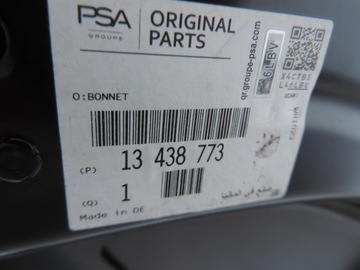 PSA
GROUPE
ORIGINAL
PARTS
qr.groupe-psa.com
6LBV
O:BONNET
(P) 13 438 773
(Q) 1
Made in DE
صنع في ألمانيا